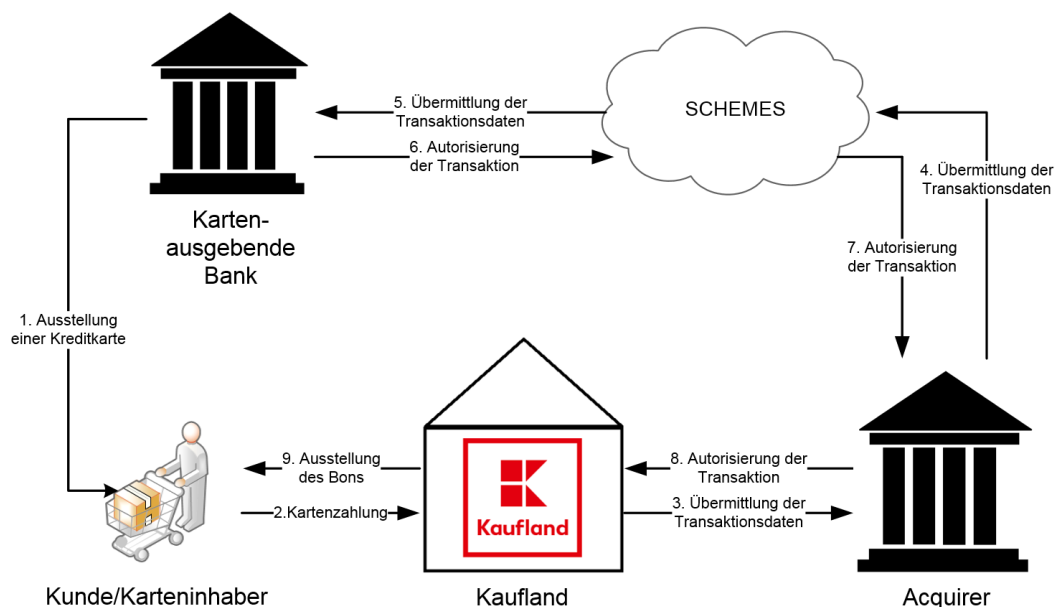 SCHEMES
5. Übermittlung der
Transaktionsdaten
6. Autorisierung
der Transaktion
4. Übermittlung der
Transaktionsdaten
Karten-
ausgebende
Bank
7. Autorisierung
der Transaktion
1. Ausstellung
einer Kreditkarte
9. Ausstellung
des Bons
2.Kartenzahlung
Kaufland
8. Autorisierung der
Transaktion
3. Übermittlung der
Transaktionsdaten
Kunde/Karteninhaber
Kaufland
Acquirer